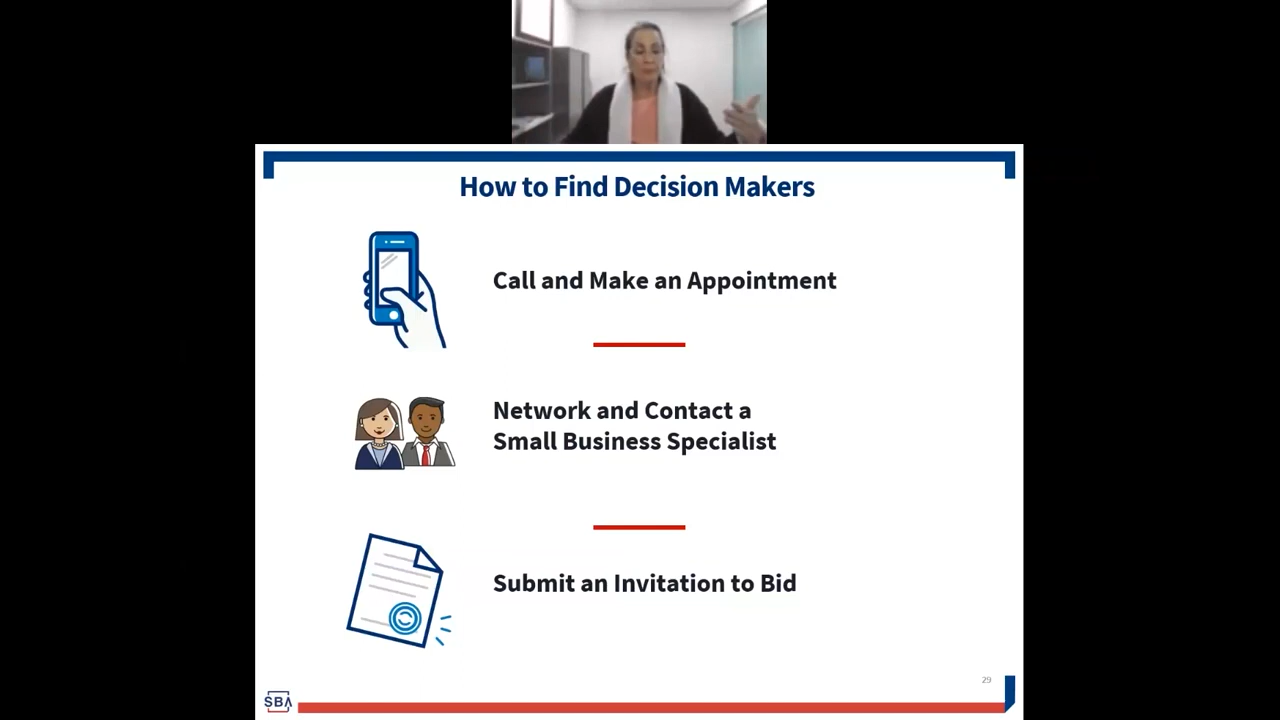 How to Find Decision Makers
Call and Make an Appointment
Network and Contact a
Small Business Specialist
Submit an Invitation to Bid
29
SBA